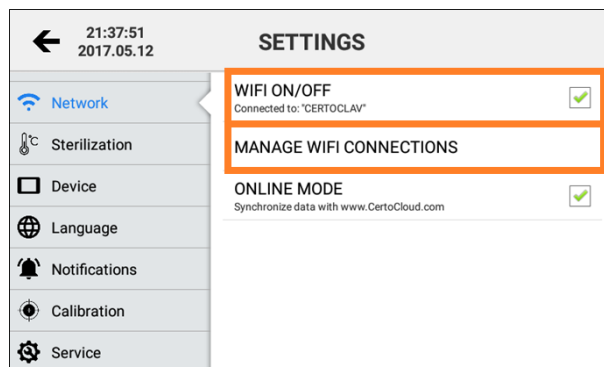 21:37:51
2017.05.12
SETTINGS
Network
°C
Sterilization
Device
Language
Notifications
Calibration
Service
WIFI ON/OFF
Connected to: "CERTOCLAV"
MANAGE WIFI CONNECTIONS
ONLINE MODE
Synchronize data with www.CertoCloud.com